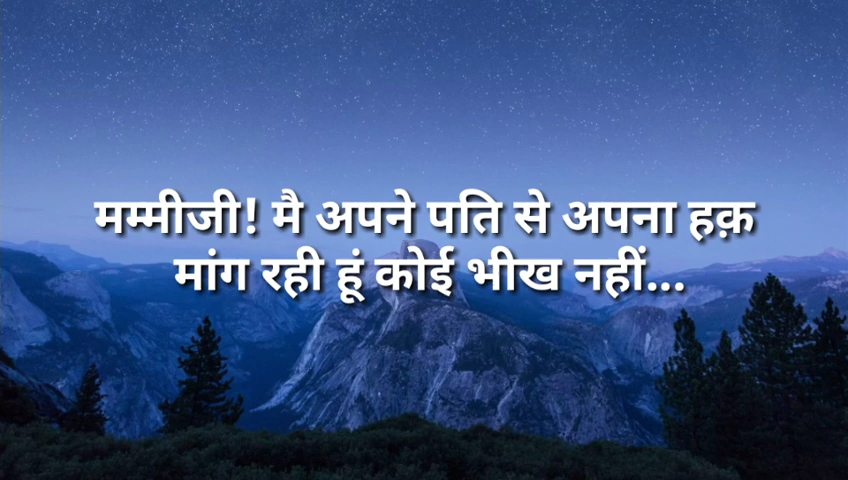 मम्मीजी! मै अपने पति से अपना हक़
मांग रही हूं कोई भीख नहीं...